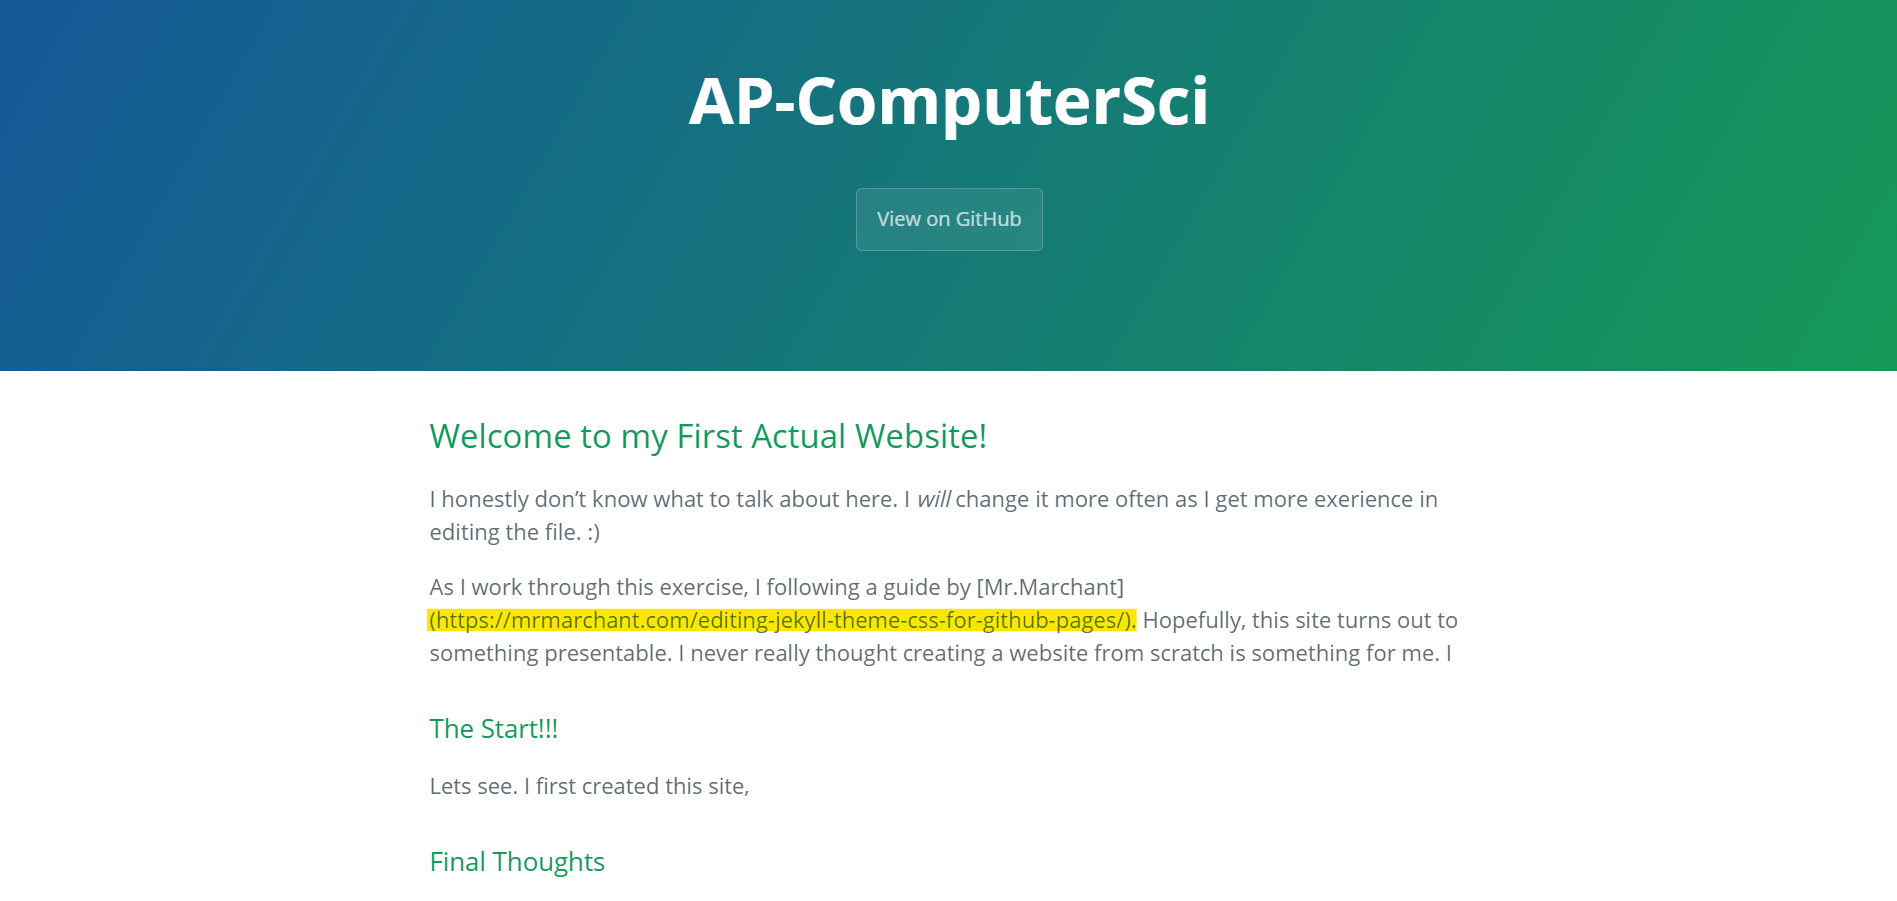 AP-ComputerSci
View on GitHub
Welcome to my First Actual Website!
I honestly don’t know what to talk about here. I will change it more often as I get more exerience in
editing the file. :)
As I work through this exercise, I following a guide by [Mr.Marchant]
(https://mrmarchant.com/editing-jekyll-theme-css-for-github-pages/). Hopefully, this site turns out to
something presentable. I never really thought creating a website from scratch is something for me. I
The Start!!!
Lets see. I first created this site,
Final Thoughts